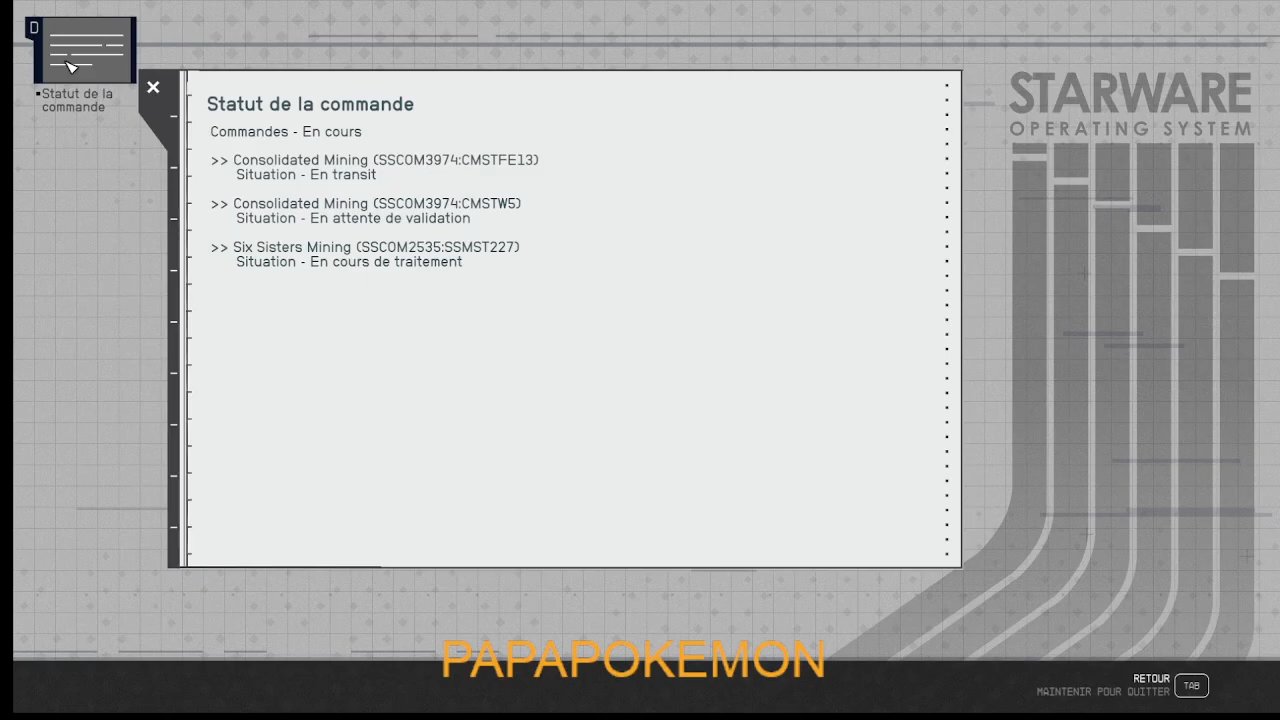 D
Statut de la
commande
Statut de la commande
Commandes - En cours
>> Consolidated Mining (SSCOM3974:CMSTFE13)
Situation - En transit
>> Consolidated Mining (SSCOM3974:CMSTW5)
Situation - En attente de validation
>> Six Sisters Mining (SSCOM2535:SSMST227)
Situation - En cours de traitement
STARWARE
OPERATING SYSTEM
PAPAPOKEMON
RETOUR
MAINTENIR POUR QUITTER
TAB